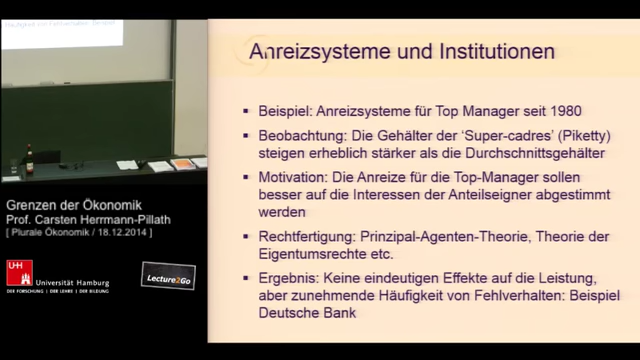 Anreizsysteme und Institutionen
Beispiel: Anreizsysteme für Top Manager seit 1980
Beobachtung: Die Gehälter der 'Super-cadres' (Piketty)
steigen erheblich stärker als die Durchschnittsgehälter
Motivation: Die Anreize für die Top-Manager sollen
besser auf die Interessen der Anteilseigner abgestimmt
werden
Rechtfertigung: Prinzipal-Agenten-Theorie, Theorie der
Eigentumsrechte etc.
Ergebnis: Keine eindeutigen Effekte auf die Leistung,
aber zunehmende Häufigkeit von Fehlverhalten: Beispiel
Deutsche Bank
Grenzen der Ökonomik
Prof. Carsten Herrmann-Pillath
[ Plurale Ökonomik / 18.12.2014 ]
UH
Universität Hamburg
DER FORSCHUNG | DER LEHRE | DER BILDUNG
Lecture2Go